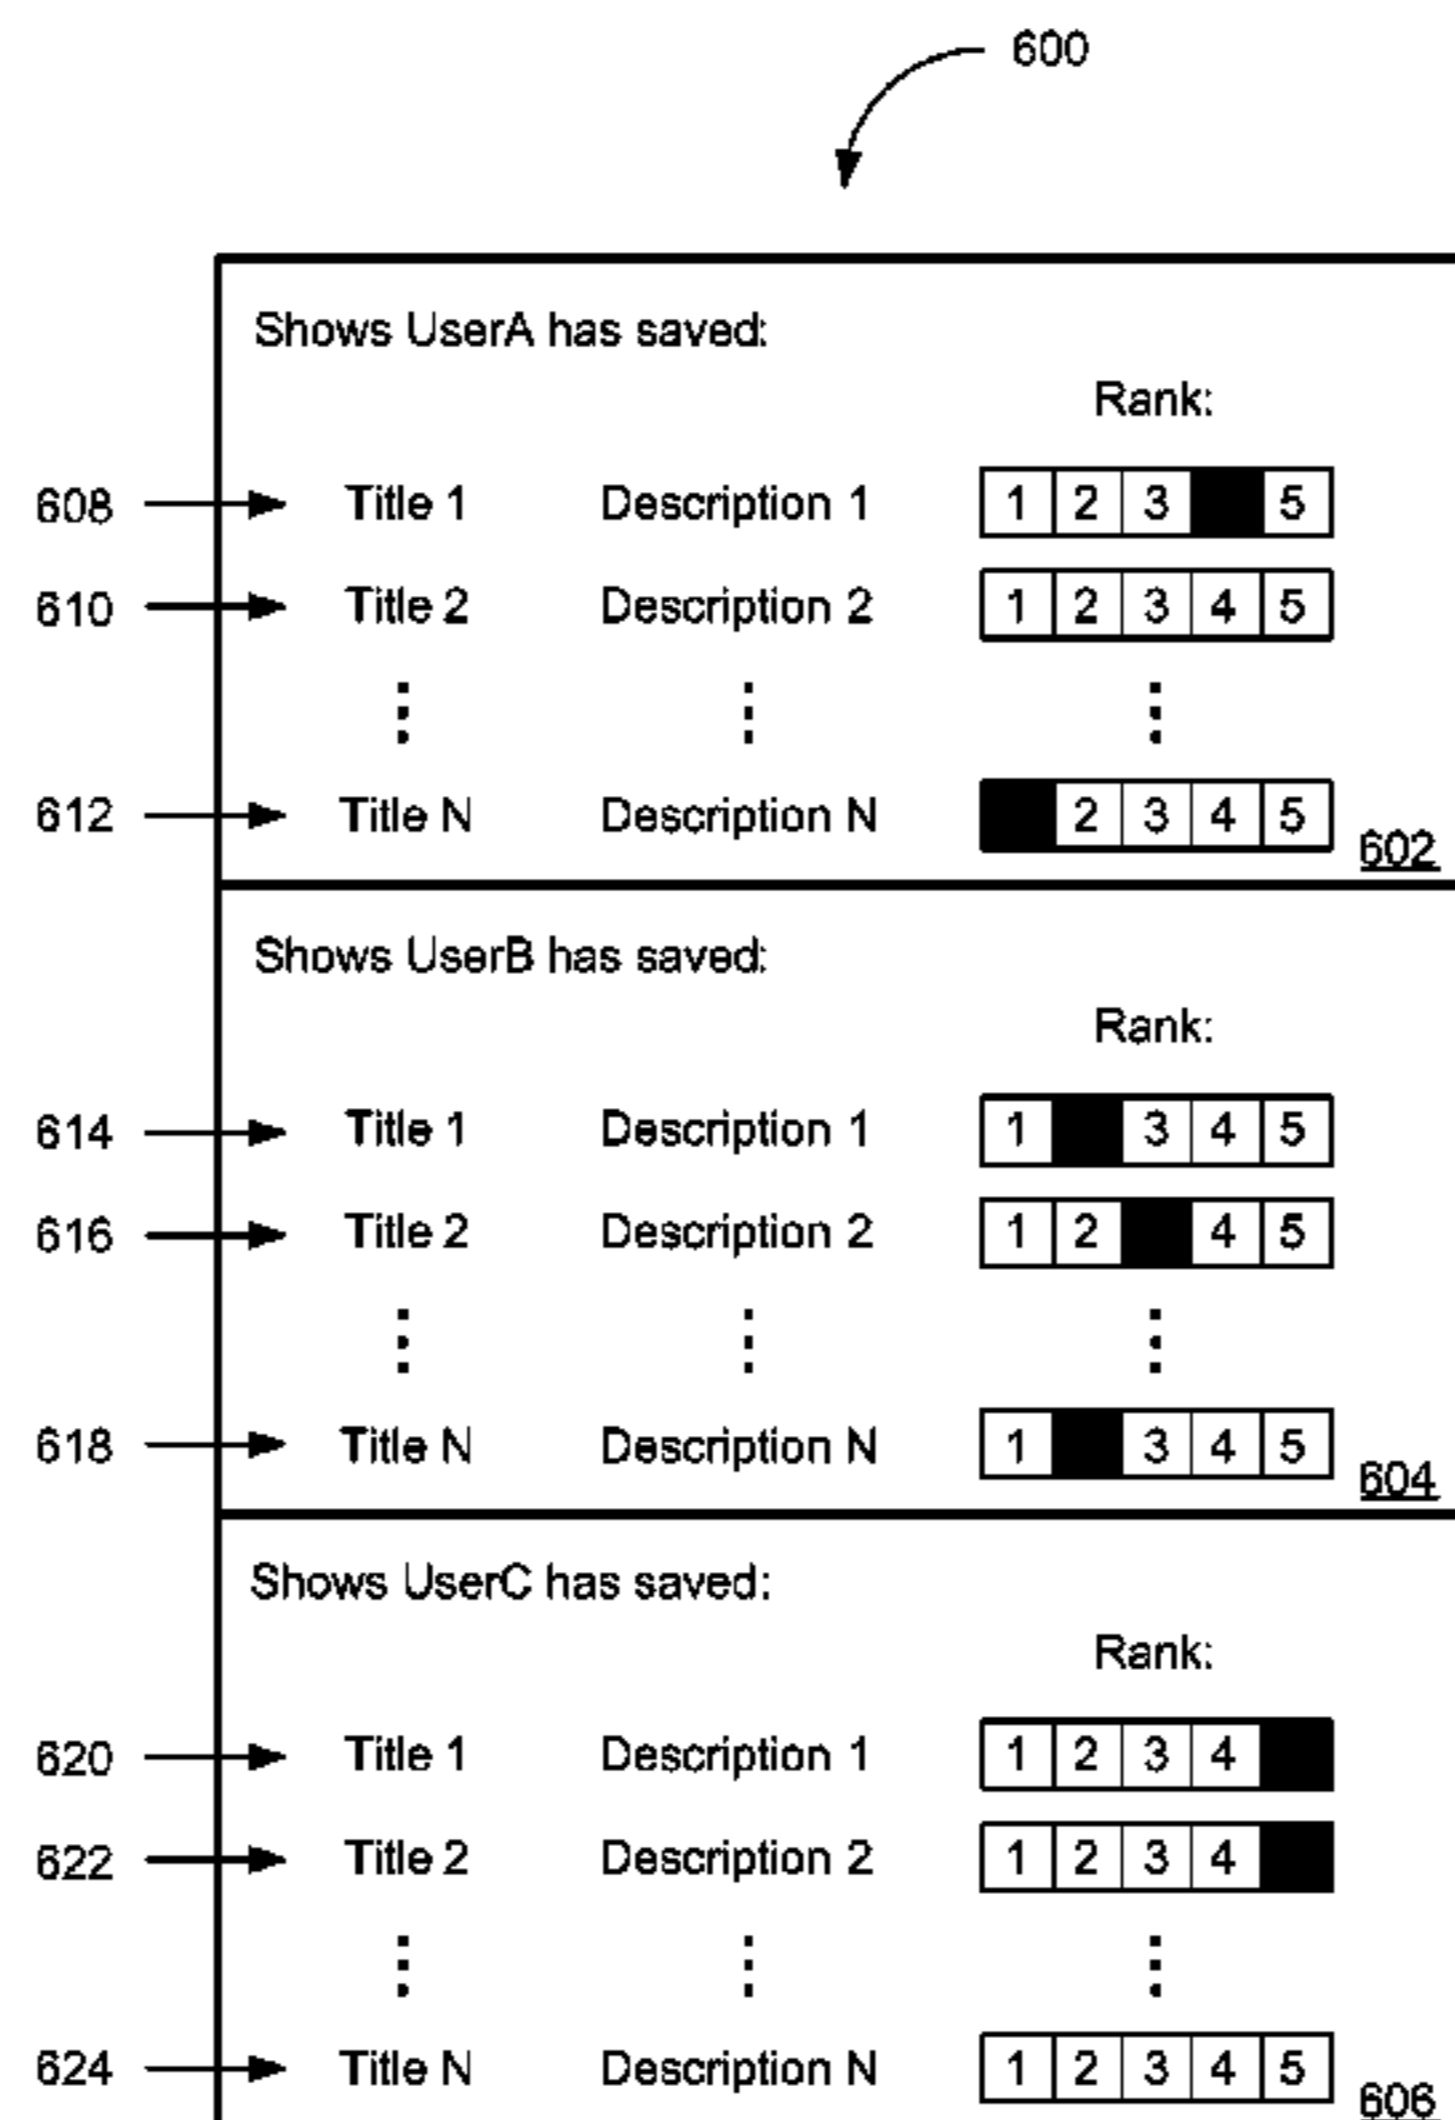 600
Shows UserA has saved:
Rank:
608 Title 1 Description 1 1 2 3 5
610 Title 2 Description 2 1 2 3 4 5
612 Title N Description N 2 3 4 5
602
Shows UserB has saved:
Rank:
614 Title 1 Description 1 1 3 4 5
616 Title 2 Description 2 1 2 4 5
618 Title N Description N 1 3 4 5
604
Shows UserC has saved:
Rank:
620 Title 1 Description 1 1 2 3 4
622 Title 2 Description 2 1 2 3 4
624 Title N Description N 1 2 3 4 5
606